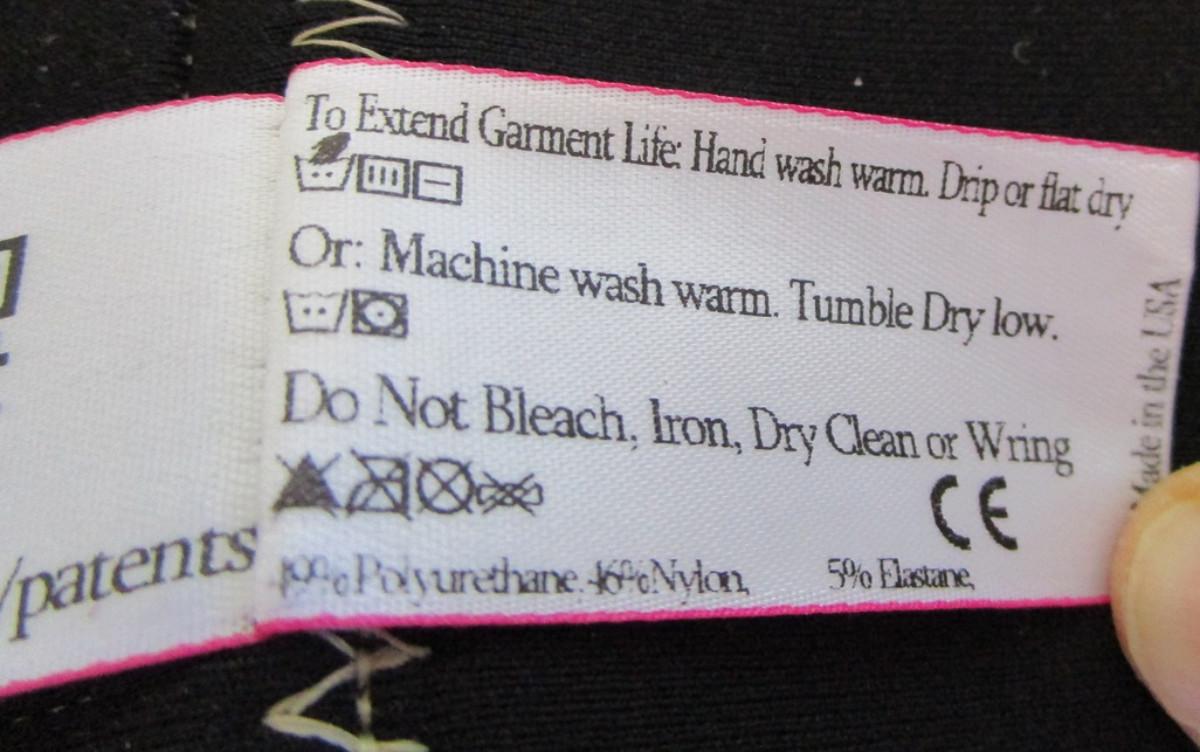 To Extend Garment Life: Hand wash warm. Drip or flat dry
Or: Machine wash warm. Tumble Dry low.
Do Not Bleach, Iron, Dry Clean or Wring
CE
Polyurethane. Nylon, 5% Elastane,
Made in the USA
/patents